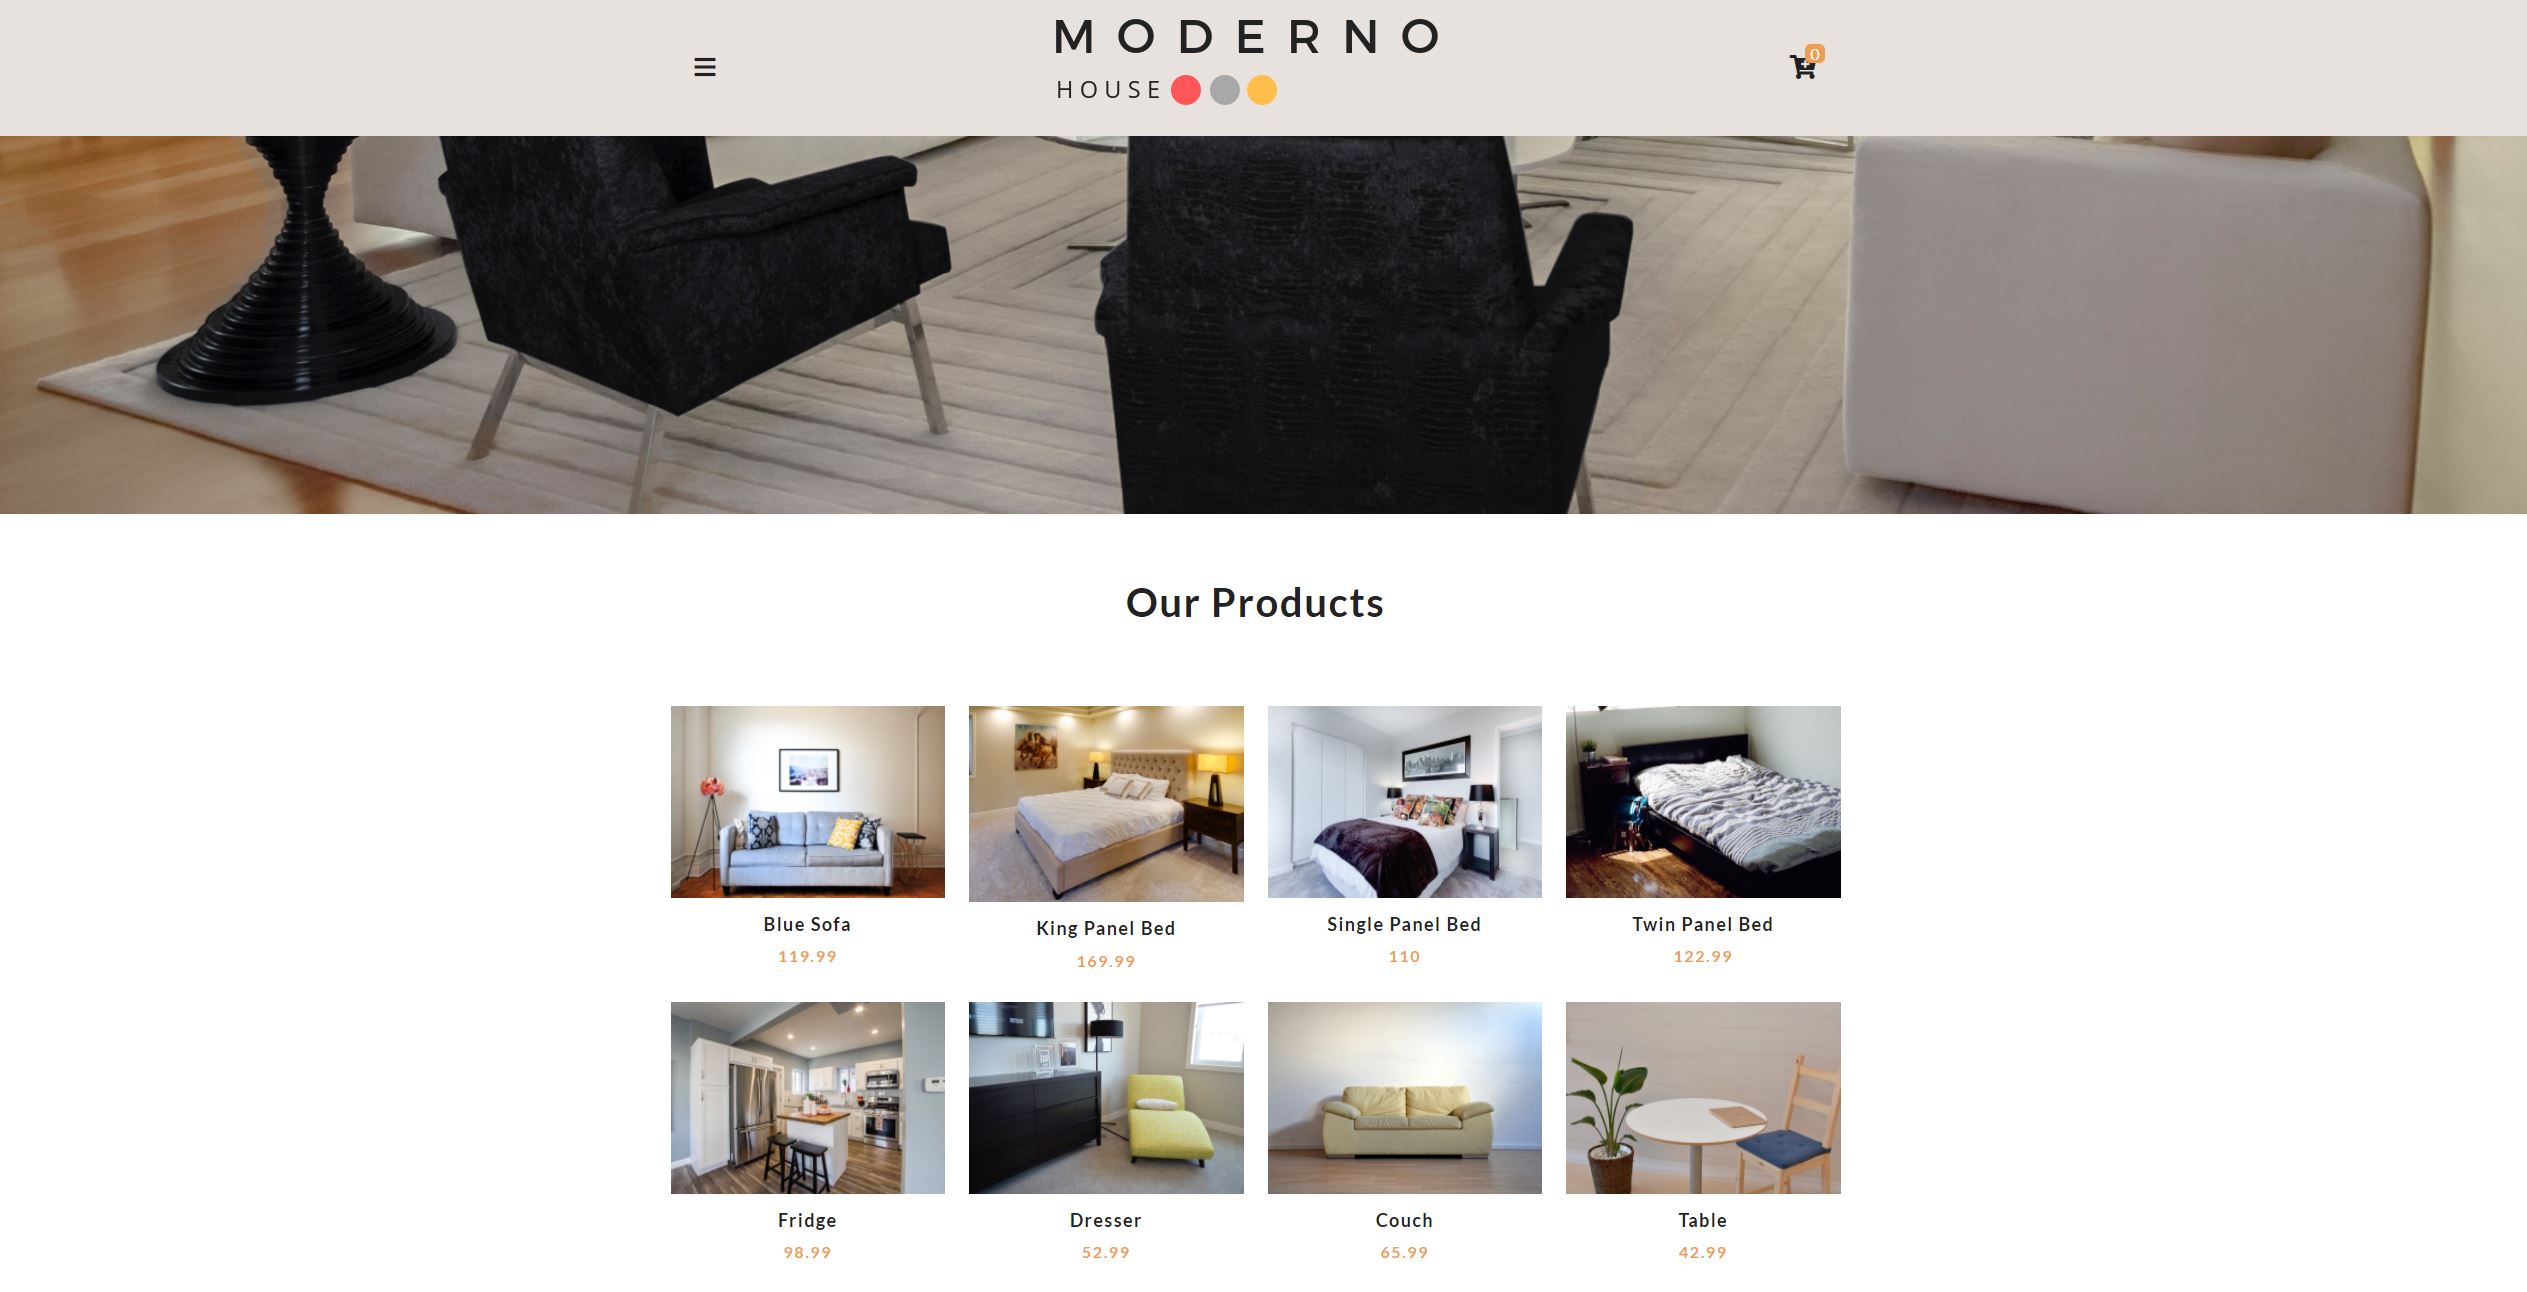 MODERNO
HOUSE
0
Our Products
Blue Sofa
119.99
King Panel Bed
169.99
Single Panel Bed
110
Twin Panel Bed
122.99
Fridge
98.99
Dresser
52.99
Couch
65.99
Table
42.99